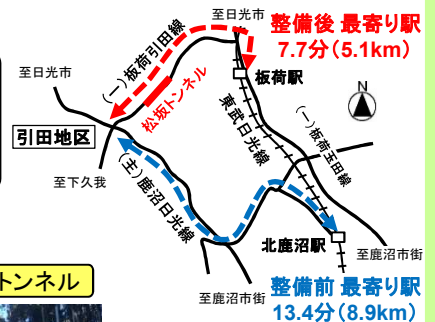 至日光市
整備後 最寄り駅
7.7分（5.1km）
至日光市
(一)板荷引田線
板荷駅
N
松坂トンネル
東武日光線
(一)板荷玉田線
引田地区
至下久我
(主)鹿沼日光線
北鹿沼駅
至鹿沼市街
至鹿沼市街
整備前 最寄り駅
13.4分（8.9km）
トンネル